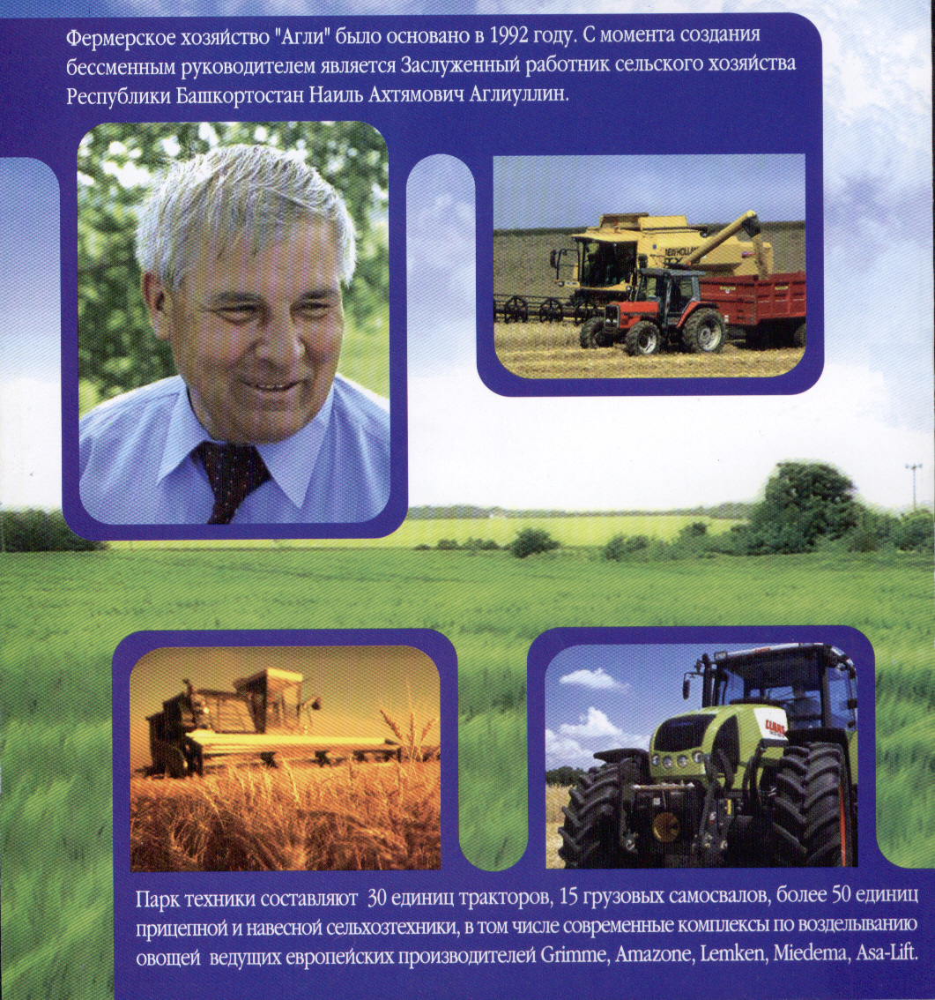 Фермерское хозяйство "Агли" было основано в 1992 году. С момента создания
бессменным руководителем является Заслуженный работник сельского хозяйства
Республики Башкортостан Наиль Ахтямович Аглиуллин.
NEW HOLLAND
CLAAS
Парк техники составляют 30 единиц тракторов, 15 грузовых самосвалов, более 50 единиц
прицепной и навесной сельхозтехники, в том числе современные комплексы по возделыванию
овощей ведущих европейских производителей Grimme, Amazone, Lemken, Miedema, Asa-Lift.